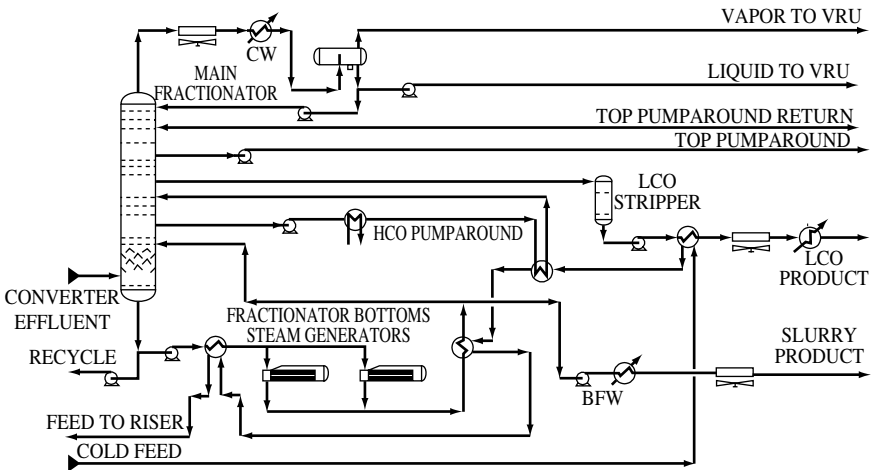 VAPOR TO VRU
CW
LIQUID TO VRU
MAIN
FRACTIONATOR
TOP PUMPAROUND RETURN
TOP PUMPAROUND
LCO
STRIPPER
HCO PUMPAROUND
LCO
PRODUCT
CONVERTER
EFFLUENT
FRACTIONATOR BOTTOMS
STEAM GENERATORS
SLURRY
PRODUCT
RECYCLE
BFW
FEED TO RISER
COLD FEED